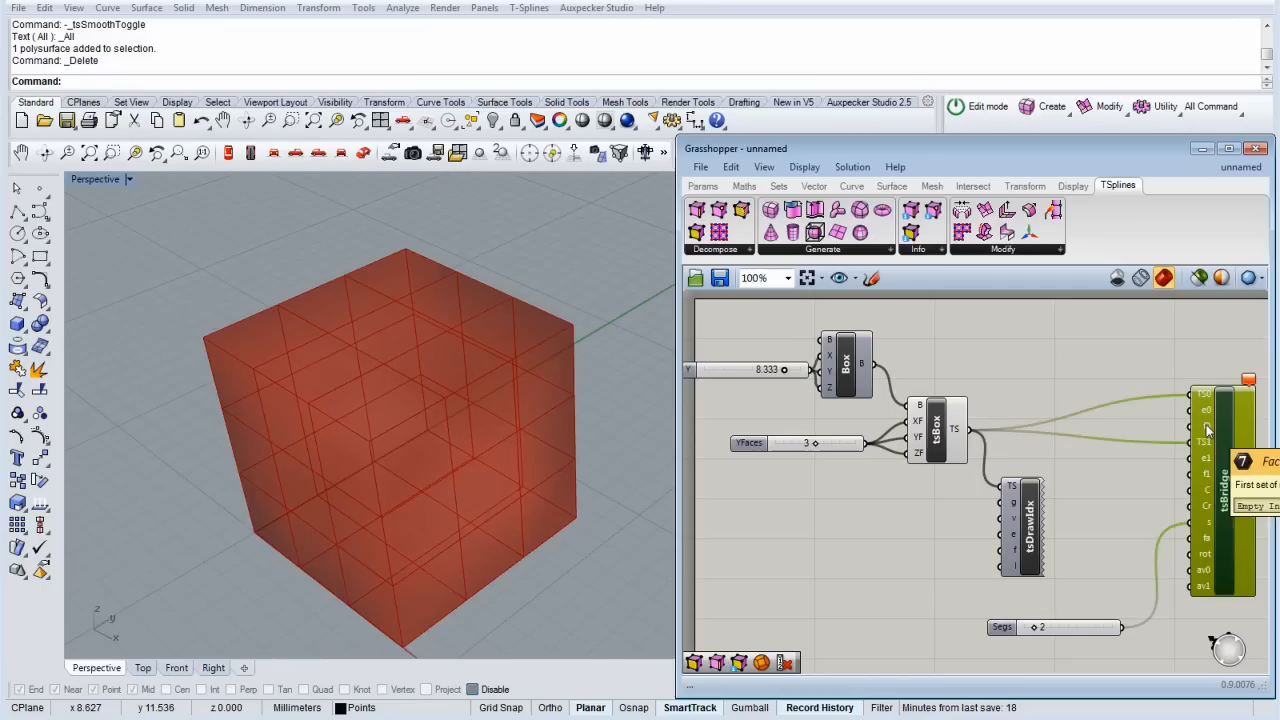 File Edit View Curve Surface Solid Mesh Dimension Transform Tools Analyze Render Panels T-Splines Auxpecker Studio Help
Command: -_tsSmoothToggle
Text ( All ): _All
1 polysurface added to selection.
Command: _Delete
Command:
Standard CPlanes Set View Display Select Viewport Layout Visibility Transform Curve Tools Surface Tools Solid Tools Mesh Tools Render Tools Drafting New in V5 Auxpecker Studio 2.5
Edit mode Create Modify Utility All Command
Perspective
Grasshopper - unnamed
File Edit View Display Solution Help unnamed
Params Maths Sets Vector Curve Surface Mesh Intersect Transform Display TSplines
Decompose + Generate + Info + Modify +
100%
Y 8.333
B
X
Y
Z
Box
B
YFaces 3
B
XF
YF
ZF
tsBox
TS
TS
g
v
e
f
l
tsDrawIdx
TS0
e0
TS1
e1
f1
C
Cr
s
fa
rot
av0
av1
tsBridge
7 Fac
First set of
Empty In
Segs 2
z
y
x
Perspective Top Front Right
... 0.9.0076
End Near Point Mid Cen Int Perp Tan Quad Knot Vertex Project Disable
CPlane x 8.627 y 11.536 z 0.000 Millimeters Points Grid Snap Ortho Planar Osnap SmartTrack Gumball Record History Filter Minutes from last save: 18